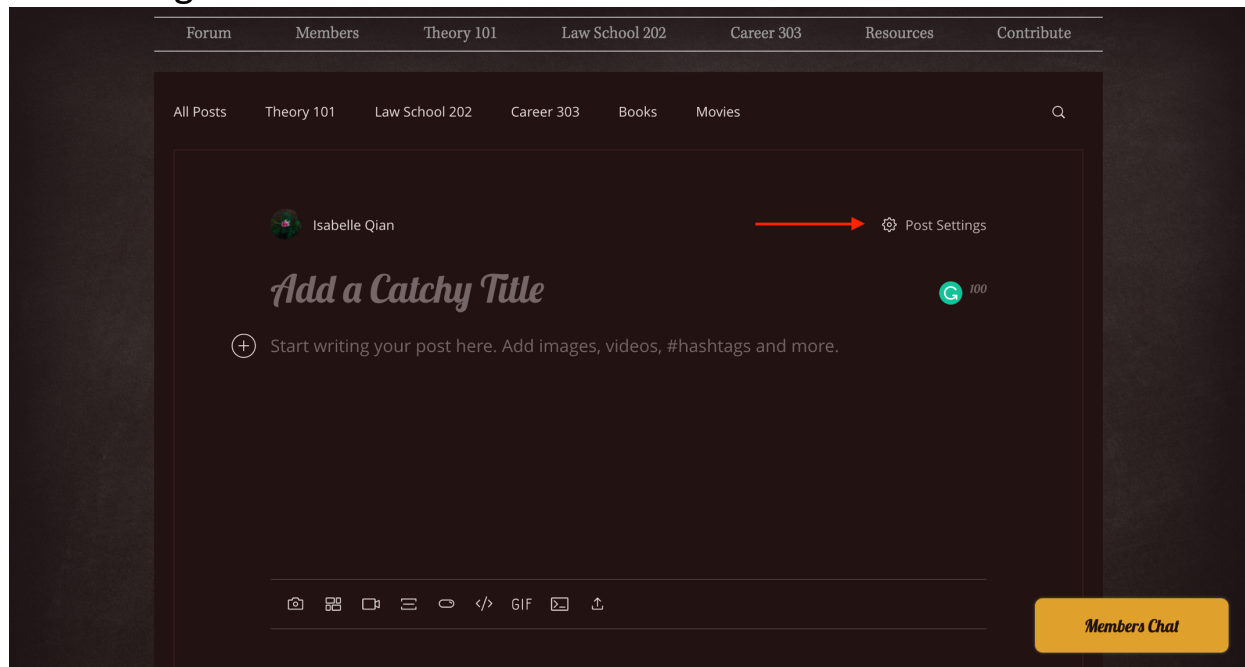 Forum Members Theory 101 Law School 202 Career 303 Resources Contribute
All Posts Theory 101 Law School 202 Career 303 Books Movies
Isabelle Qian Post Settings
Add a Catchy Title 100
Start writing your post here. Add images, videos, #hashtags and more.
GIF
Members Chat